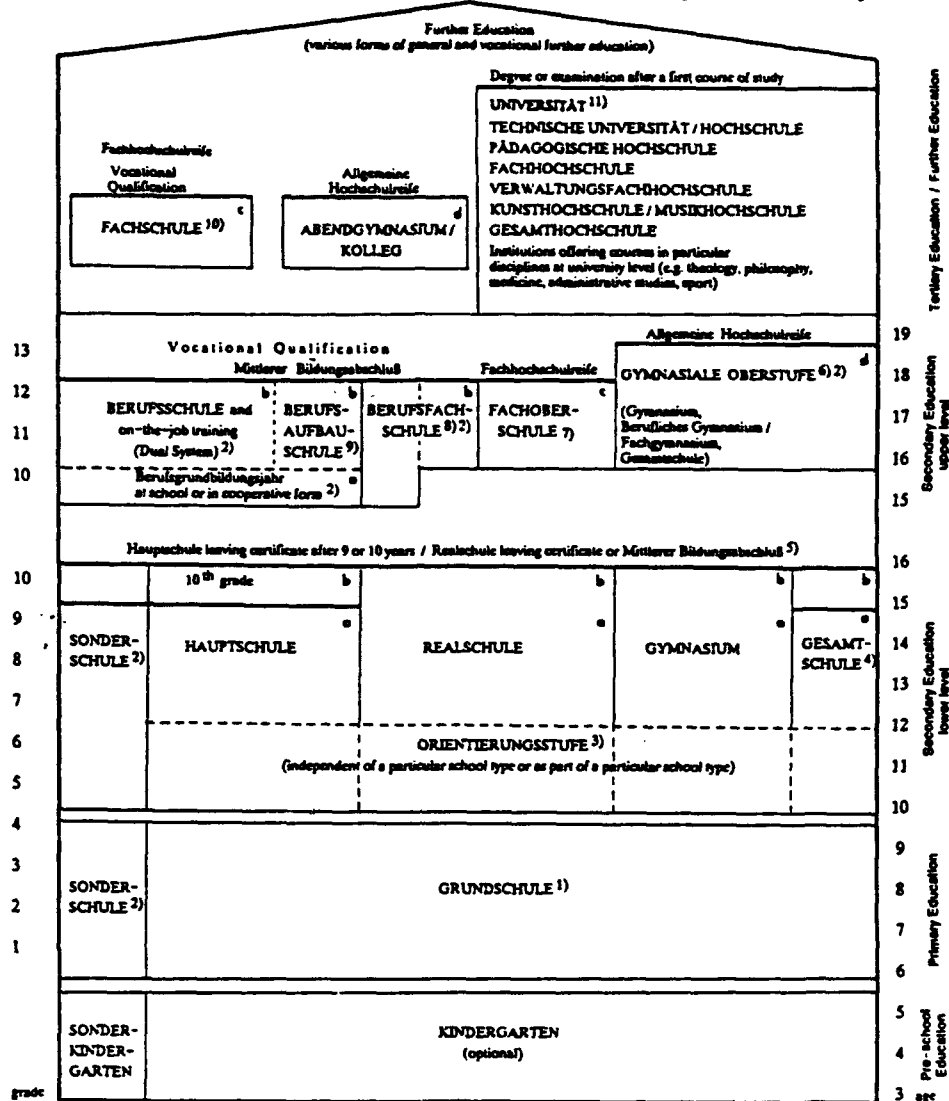 Further Education
(various forms of general and vocational further education)
Degree or examination after a first course of study
UNIVERSITÄT 11)
TECHNISCHE UNIVERSITÄT / HOCHSCHULE
PÄDAGOGISCHE HOCHSCHULE
FACHHOCHSCHULE
VERWALTUNGSFACHHOCHSCHULE
KUNSTHOCHSCHULE / MUSIKHOCHSCHULE
GESAMTHOCHSCHULE
Institutions offering courses in particular
disciplines at university level (e.g. theology, philosophy,
medicine, administrative studies, sport)
Fachhochschulreife
Vocational
Qualification
c
FACHSCHULE 10)
Allgemeine
Hochschulreife
d
ABENDGYMNASIUM /
KOLLEG
Tertiary Education / Further Education
13
12
11
10
Vocational Qualification
Mittlerer Bildungsabschluß
Fachhochschulreife
Allgemeine Hochschulreife
b
BERUFSSCHULE and
on-the-job training
(Dual System) 2)
b
BERUFS-
AUFBAU-
SCHULE 9)
b
BERUFSFACH-
SCHULE 8) 2)
c
FACHOBER-
SCHULE 7)
d
GYMNASIALE OBERSTUFE 6) 2)
(Gymnasium,
Berufliches Gymnasium /
Fachgymnasium,
Gesamtschule)
a
Berufsgrundbildungsjahr
at school or in cooperative form 2)
19
18
17
16
15
Secondary Education
upper level
Hauptschule leaving certificate after 9 or 10 years / Realschule leaving certificate or Mittlerer Bildungsabschluß 5)
10
9
8
7
6
5
10th grade
b
b
b
b
SONDER-
SCHULE 2)
a
HAUPTSCHULE
a
REALSCHULE
a
GYMNASIUM
a
GESAMT-
SCHULE 4)
ORIENTIERUNGSSTUFE 3)
(independent of a particular school type or as part of a particular school type)
16
15
14
13
12
11
10
Secondary Education
lower level
4
3
2
1
SONDER-
SCHULE 2)
GRUNDSCHULE 1)
9
8
7
6
Primary Education
SONDER-
KINDER-
GARTEN
KINDERGARTEN
(optional)
5
4
3
Pre-school
Education
grade
age